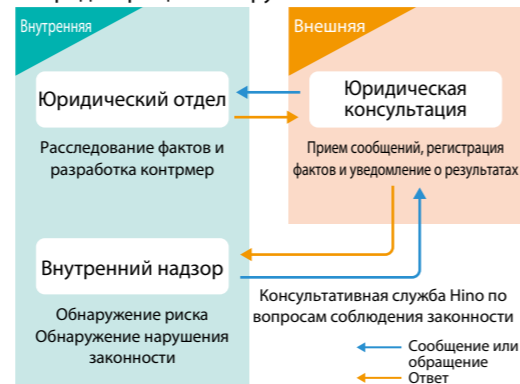 Внутренняя
Внешняя
Юридический отдел
Юридическая
консультация
Расследование фактов и
разработка контрмер
Прием сообщений, регистрация
фактов и уведомление о результатах
Внутренний надзор
Обнаружение риска
Обнаружение нарушения
законности
Консультативная служба Hino по
вопросам соблюдения законности
Сообщение или
обращение
Ответ